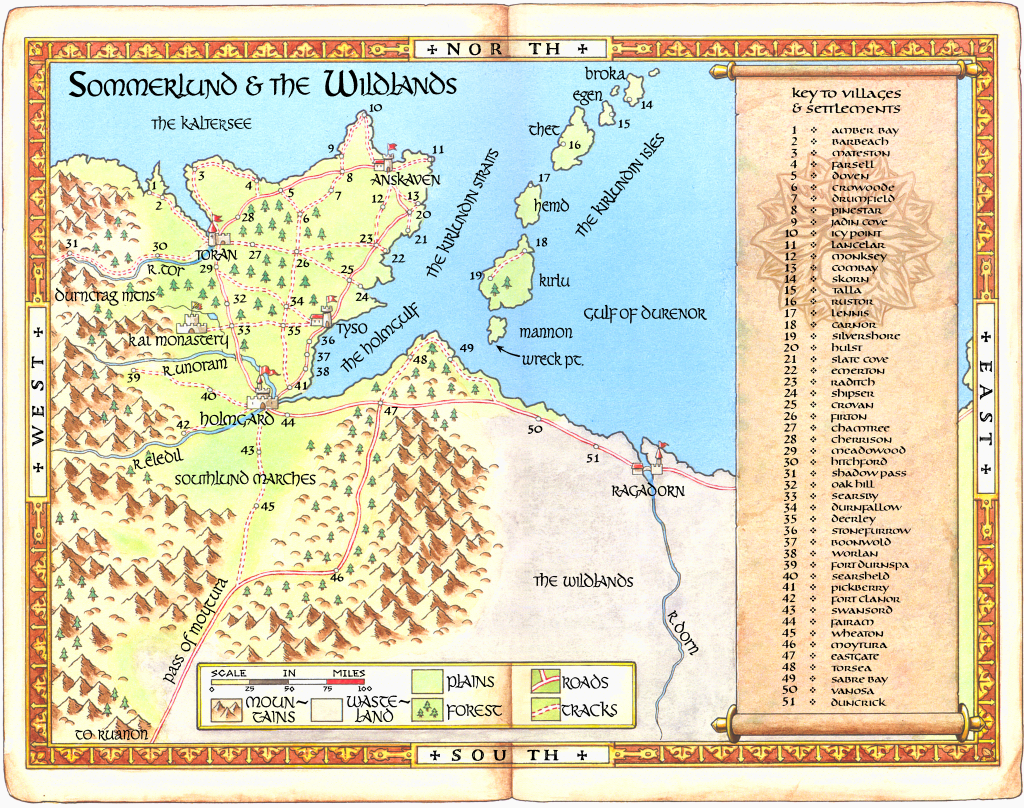 NORTH
SOMMERLUND & THE WILDLANDS
THE KALTERSEE
BROKA
EGEN
14
15
THET
16
THE KIRLUNDIN ISLES
THE KIRLUNDIN STRAITS
17
HEMD
18
19
KIRLU
MANNON
WRECK PT.
GULF OF DURENOR
10
9
11
ANSKAVEN
8
7
12
13
20
21
1
2
3
4
5
6
28
TORAN
31
30
R. TOR
29
27
26
23
22
25
24
DURNCRAG MTNS
32
34
33
35
TYSO
36
37
38
KAI MONASTERY
THE HOLMGULF
R. UNORAM
39
40
41
HOLMGARD
44
42
43
R. ELEDIL
SOUTHLUND MARCHES
45
46
47
48
49
50
51
RAGADORN
THE WILDLANDS
R. DORN
PASS OF MOYTURA
TO RUANON
WEST
EAST
SCALE IN MILES
0 25 50 75 100
MOUN-
TAINS
WASTE-
LAND
PLAINS
FOREST
ROADS
TRACKS
SOUTH
KEY TO VILLAGES
& SETTLEMENTS
1 AMBER BAY
2 BARBEACH
3 MATESTON
4 FARSELL
5 DOVEN
6 CROWOODE
7 DRUMFIELD
8 PINESTAR
9 JADIN COVE
10 ICY POINT
11 LANCELAR
12 MONKSEY
13 COMBAY
14 SKORN
15 TALLA
16 RUSTOR
17 LENNIS
18 CARNOR
19 SILVERSHORE
20 HULST
21 SLATE COVE
22 EMERTON
23 RADITCH
24 SHIPSER
25 CROVAN
26 FIRTON
27 CHAMTREE
28 CHERRISON
29 MEADOWOOD
30 HITCHFORD
31 SHADOW PASS
32 OAK HILL
33 SEARSBY
34 DURNFALLOW
35 DEERLEY
36 STONEFURROW
37 BOONWOLD
38 WORLAN
39 FORT DURNSPA
40 SEARSHELD
41 PICKBERRY
42 FORT CLANOR
43 SWANSORD
44 FAIRAM
45 WHEATON
46 MOYTURA
47 EASTGATE
48 TORSEA
49 SABRE BAY
50 VANOSA
51 DUNCRICK